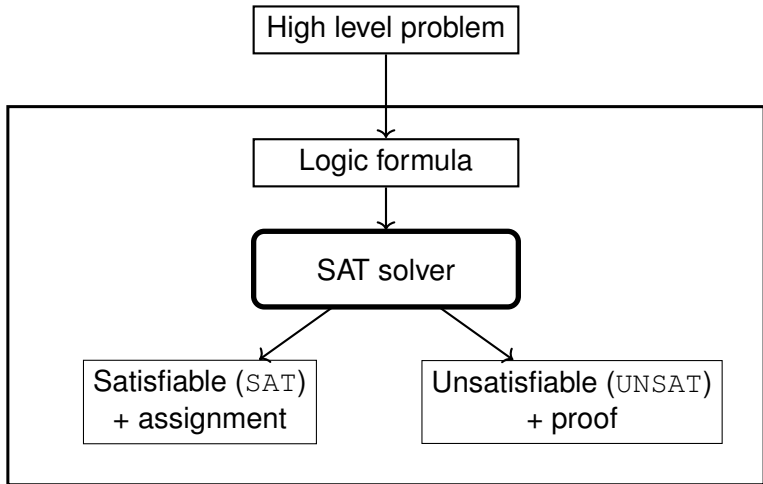 High level problem
Logic formula
SAT solver
Satisfiable (SAT)
+ assignment
Unsatisfiable (UNSAT)
+ proof